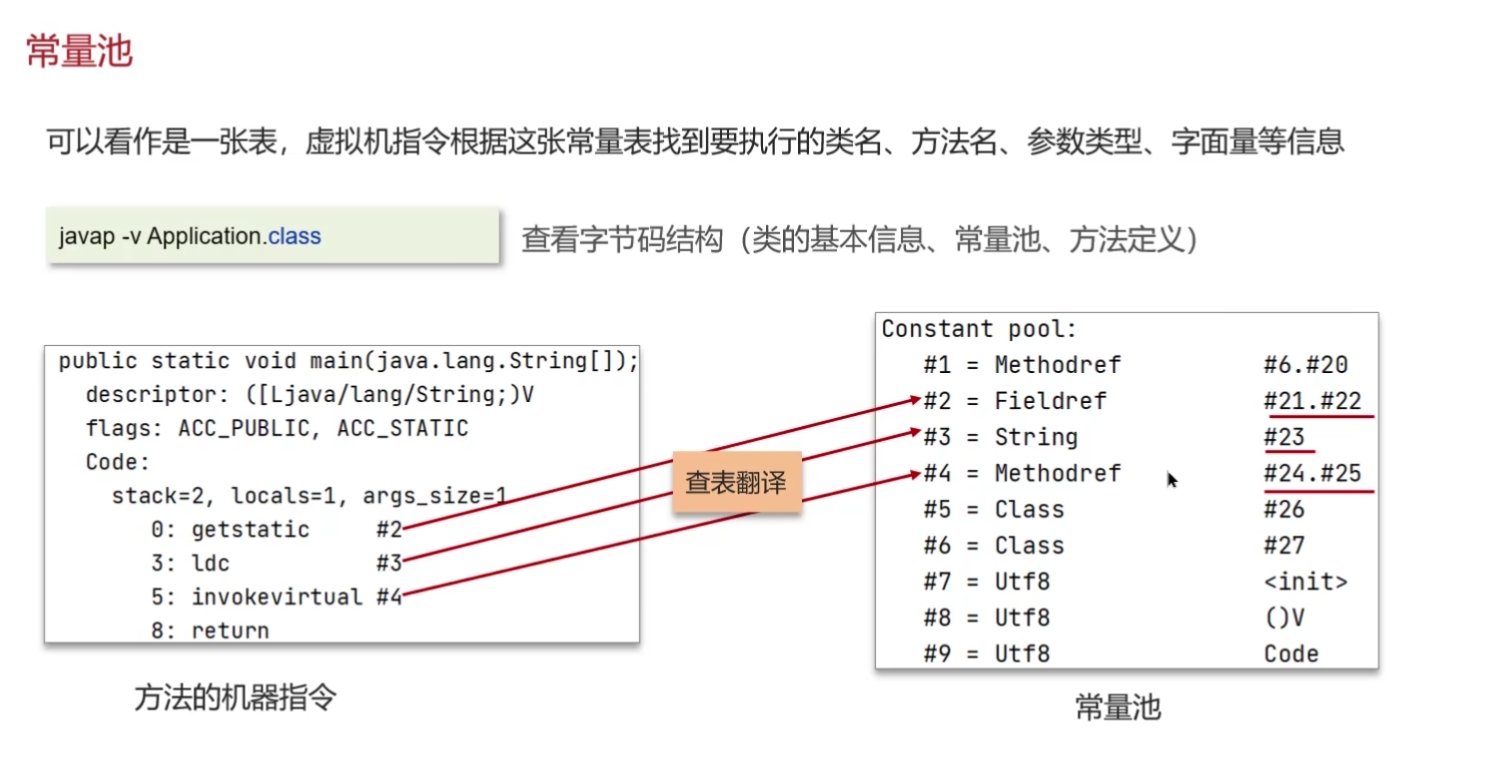 常量池
可以看作是一张表，虚拟机指令根据这张常量表找到要执行的类名、方法名、参数类型、字面量等信息
javap -v Application.class
查看字节码结构（类的基本信息、常量池、方法定义）
public static void main(java.lang.String[]);
descriptor: ([Ljava/lang/String;)V
flags: ACC_PUBLIC, ACC_STATIC
Code:
stack=2, locals=1, args_size=1
0: getstatic #2
3: ldc #3
5: invokevirtual #4
8: return
方法的机器指令
查表翻译
Constant pool:
#1 = Methodref #6.#20
#2 = Fieldref #21.#22
#3 = String #23
#4 = Methodref #24.#25
#5 = Class #26
#6 = Class #27
#7 = Utf8 <init>
#8 = Utf8 ()V
#9 = Utf8 Code
常量池